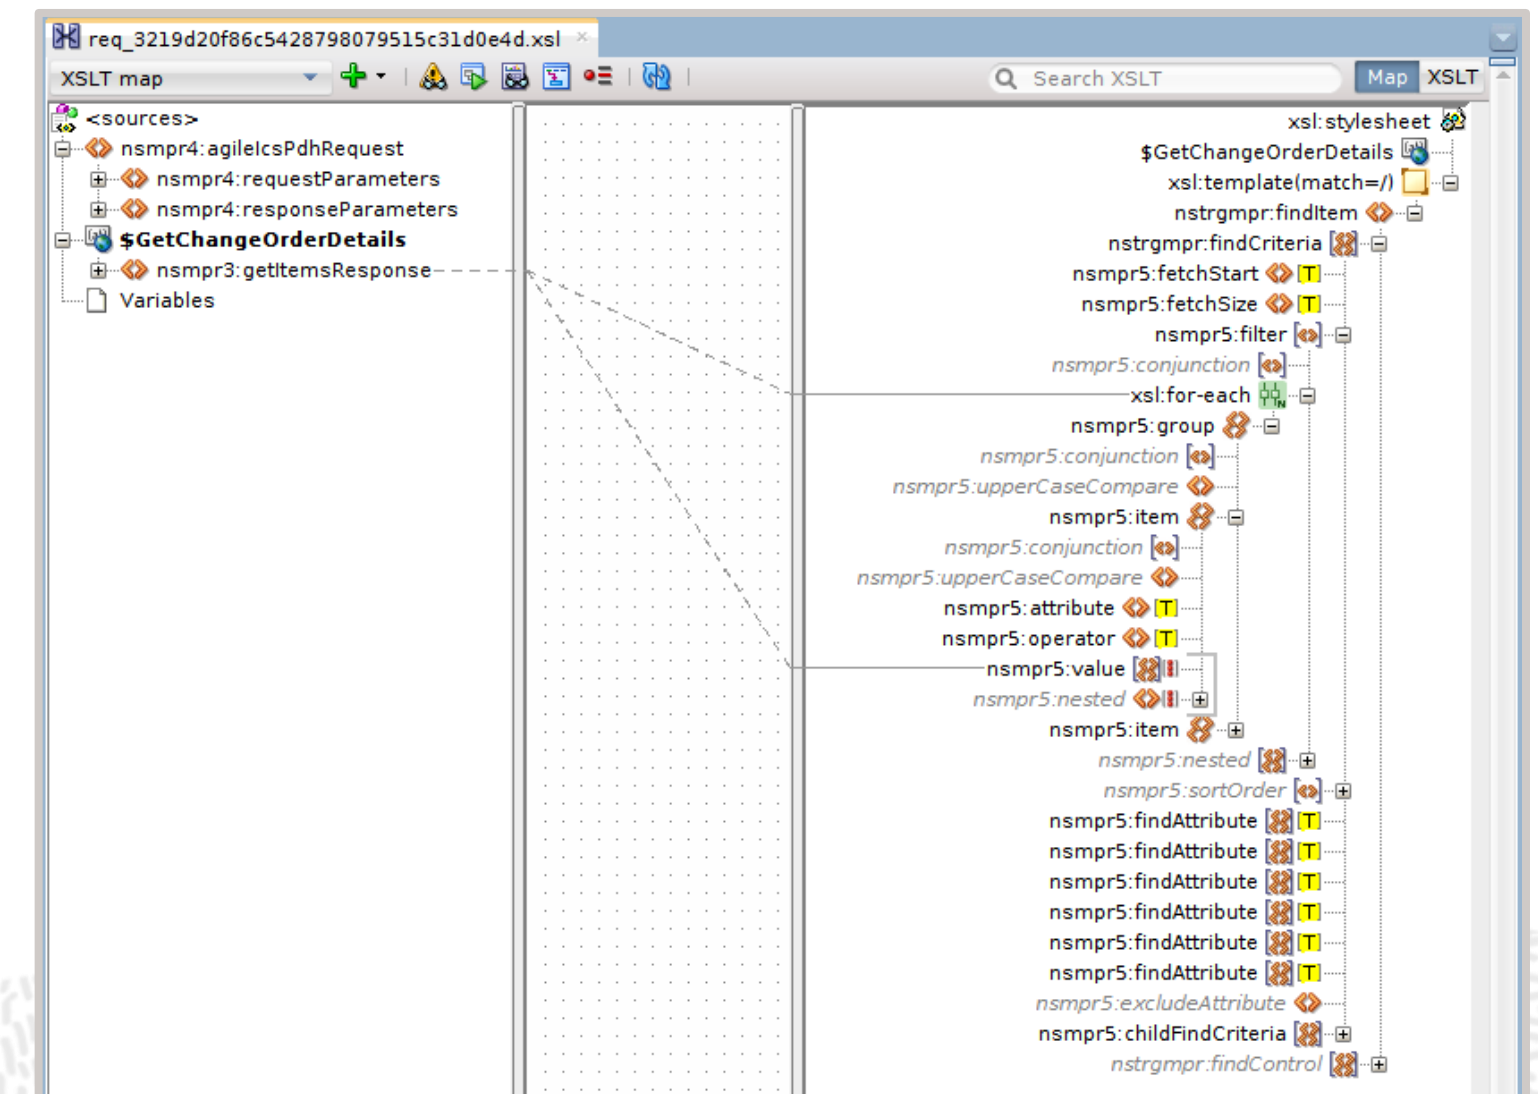 req_3219d20f86c5428798079515c31d0e4d.xsl
XSLT map
Search XSLT
Map XSLT
<sources>
nsmpr4:agileIcsPdhRequest
nsmpr4:requestParameters
nsmpr4:responseParameters
$GetChangeOrderDetails
nsmpr3:getItemsResponse
Variables
xsl:stylesheet
$GetChangeOrderDetails
xsl:template(match=/)
nstrgmpr:findItem
nstrgmpr:findCriteria
nsmpr5:fetchStart [T]
nsmpr5:fetchSize [T]
nsmpr5:filter
nsmpr5:conjunction
xsl:for-each
nsmpr5:group
nsmpr5:conjunction
nsmpr5:upperCaseCompare
nsmpr5:item
nsmpr5:conjunction
nsmpr5:upperCaseCompare
nsmpr5:attribute [T]
nsmpr5:operator [T]
nsmpr5:value
nsmpr5:nested
nsmpr5:item
nsmpr5:nested
nsmpr5:sortOrder
nsmpr5:findAttribute [T]
nsmpr5:findAttribute [T]
nsmpr5:findAttribute [T]
nsmpr5:findAttribute [T]
nsmpr5:findAttribute [T]
nsmpr5:findAttribute [T]
nsmpr5:excludeAttribute
nsmpr5:childFindCriteria
nstrgmpr:findControl